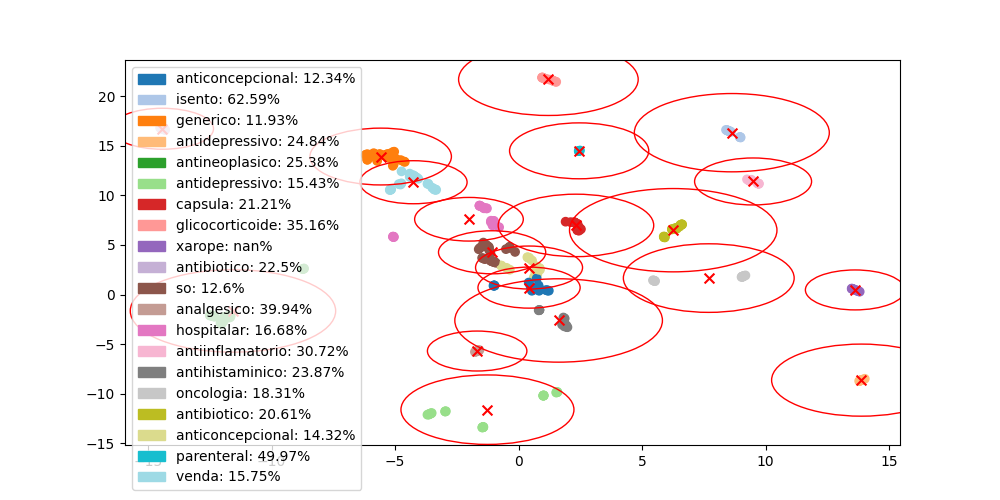 anticoncepcional: 12.34%
isento: 62.59%
generico: 11.93%
antidepressivo: 24.84%
antineoplasico: 25.38%
antidepressivo: 15.43%
capsula: 21.21%
glicocorticoide: 35.16%
xarope: nan%
antibiotico: 22.5%
so: 12.6%
analgesico: 39.94%
hospitalar: 16.68%
antiinflamatorio: 30.72%
antihistaminico: 23.87%
oncologia: 18.31%
antibiotico: 20.61%
anticoncepcional: 14.32%
parenteral: 49.97%
venda: 15.75%
20
15
10
5
0
−5
−10
−15
−15 −10 −5 0 5 10 15